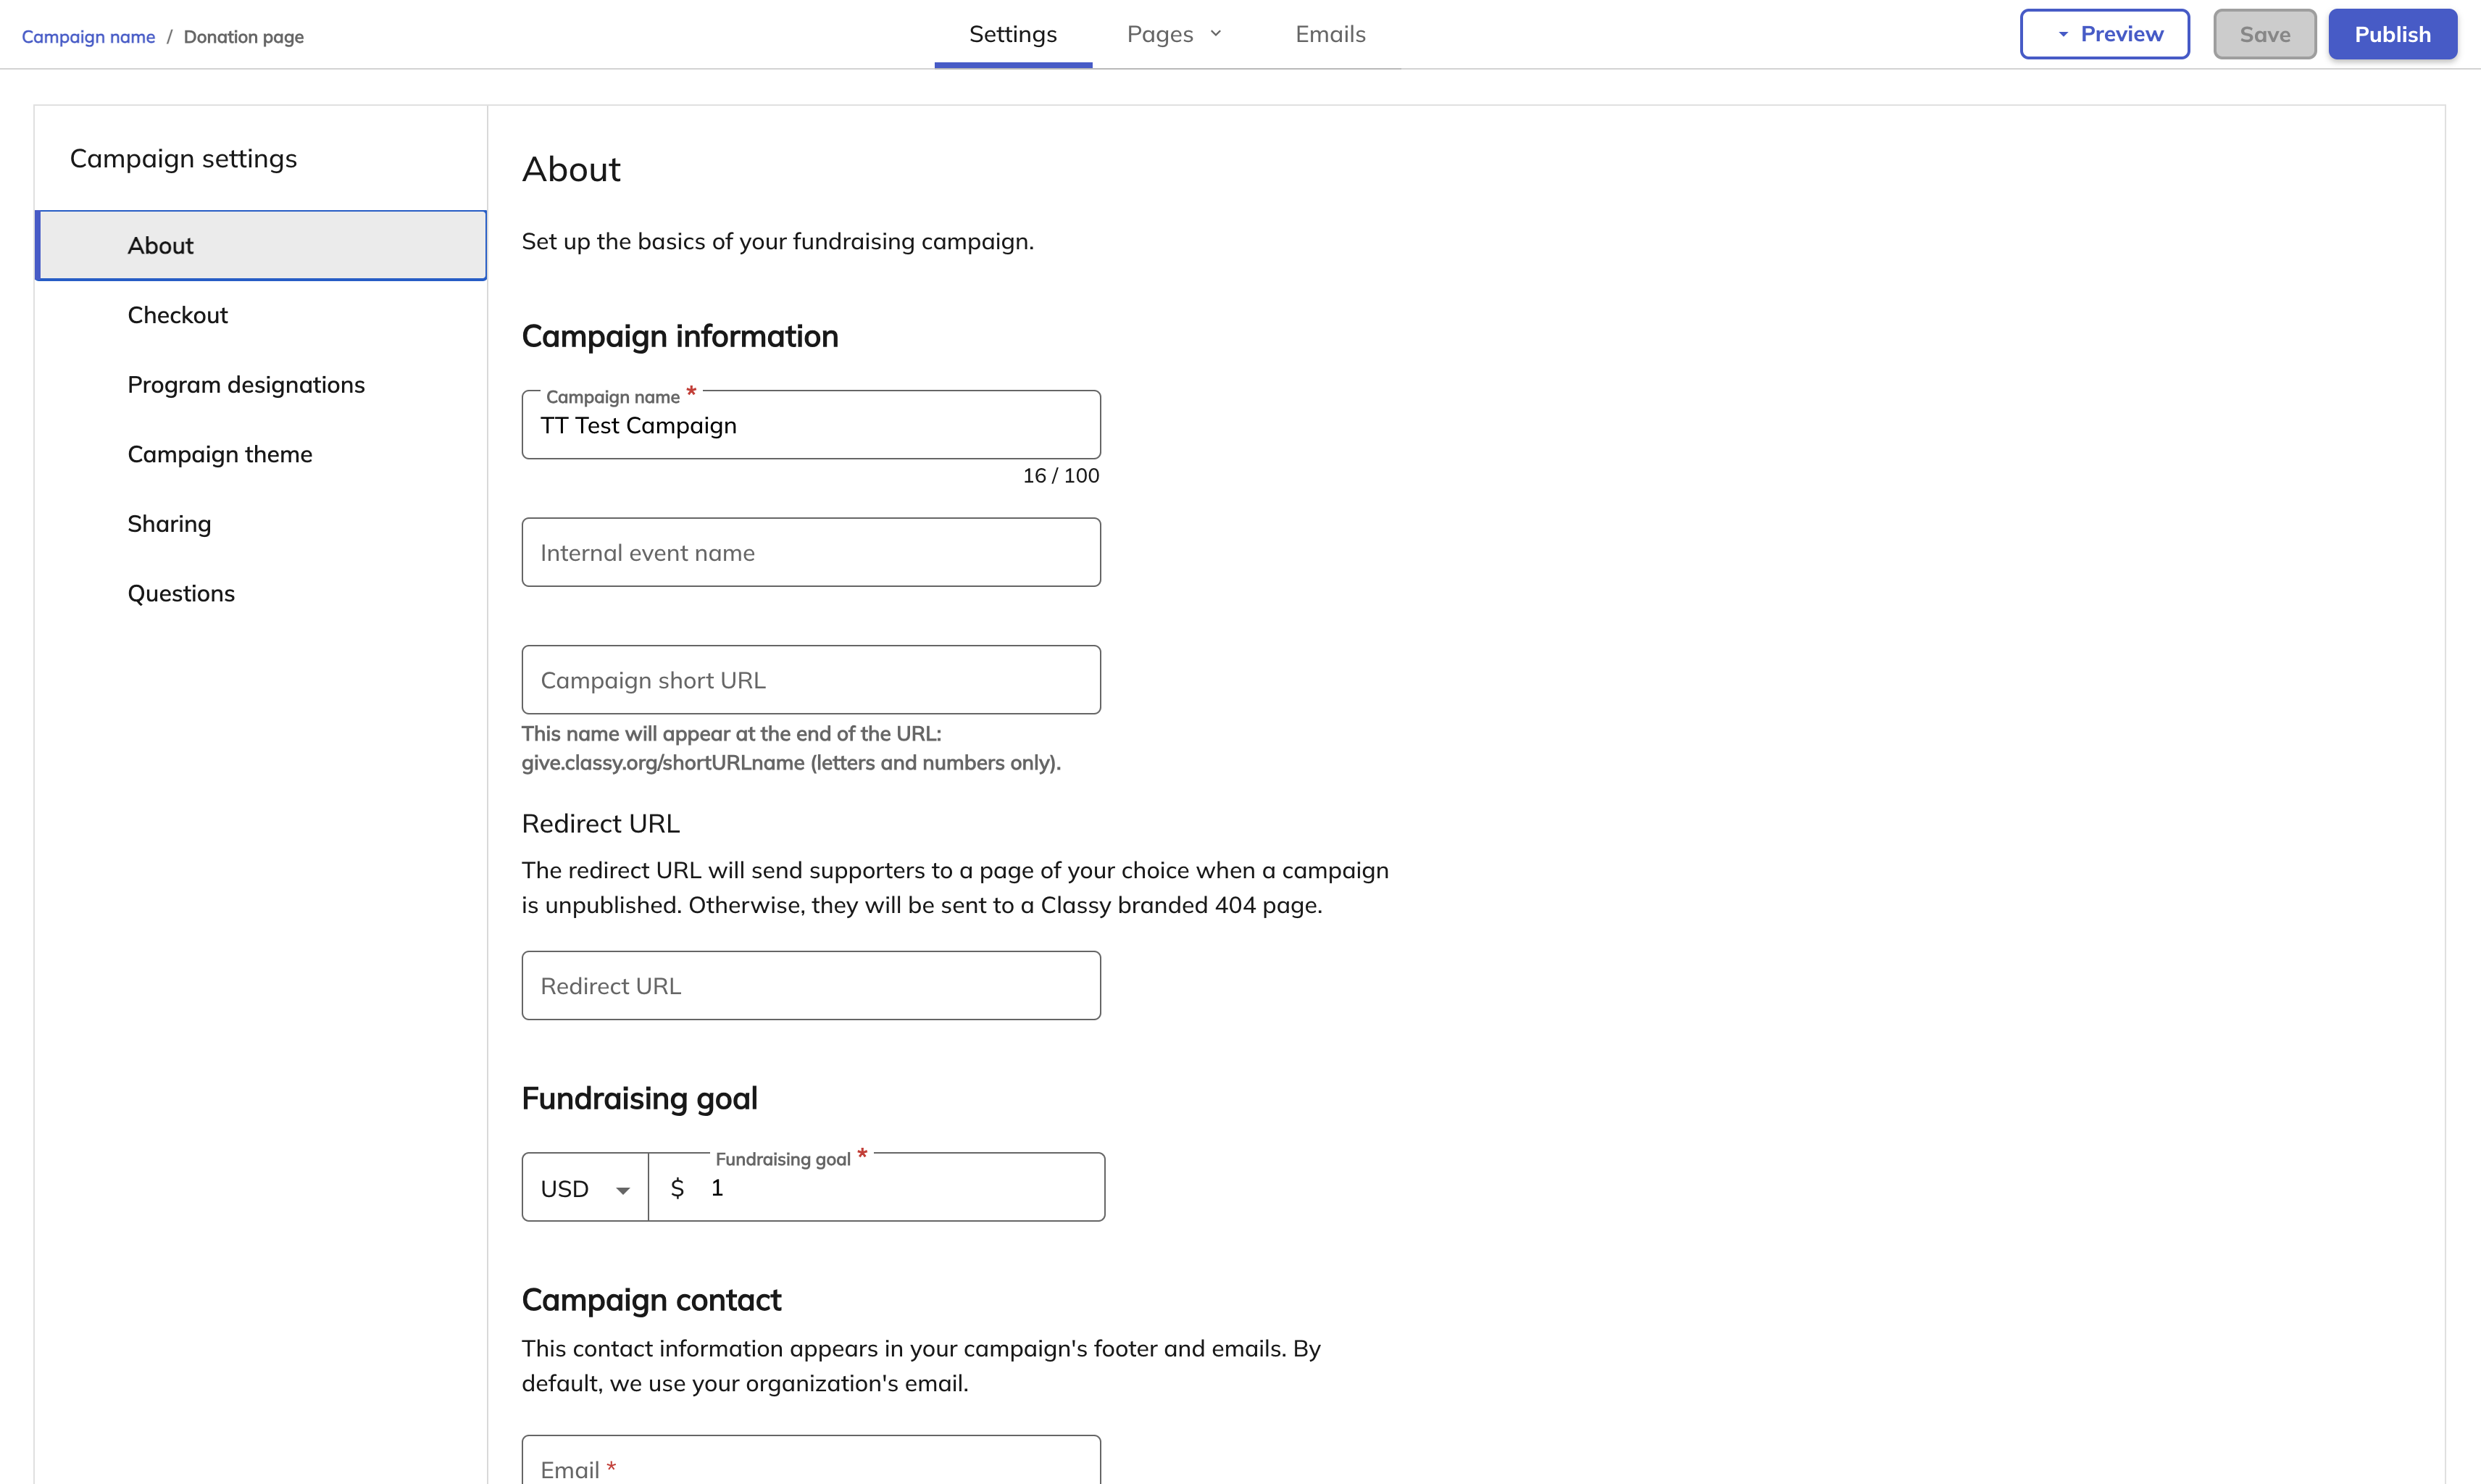 Campaign name / Donation page
Settings
Pages
Emails
Preview
Save
Publish
Campaign settings
About
Checkout
Program designations
Campaign theme
Sharing
Questions
About
Set up the basics of your fundraising campaign.
Campaign information
Campaign name *
TT Test Campaign
16 / 100
Internal event name
Campaign short URL
This name will appear at the end of the URL:
give.classy.org/shortURLname (letters and numbers only).
Redirect URL
The redirect URL will send supporters to a page of your choice when a campaign
is unpublished. Otherwise, they will be sent to a Classy branded 404 page.
Redirect URL
Fundraising goal
Fundraising goal *
USD $ 1
Campaign contact
This contact information appears in your campaign's footer and emails. By
default, we use your organization's email.
Email *